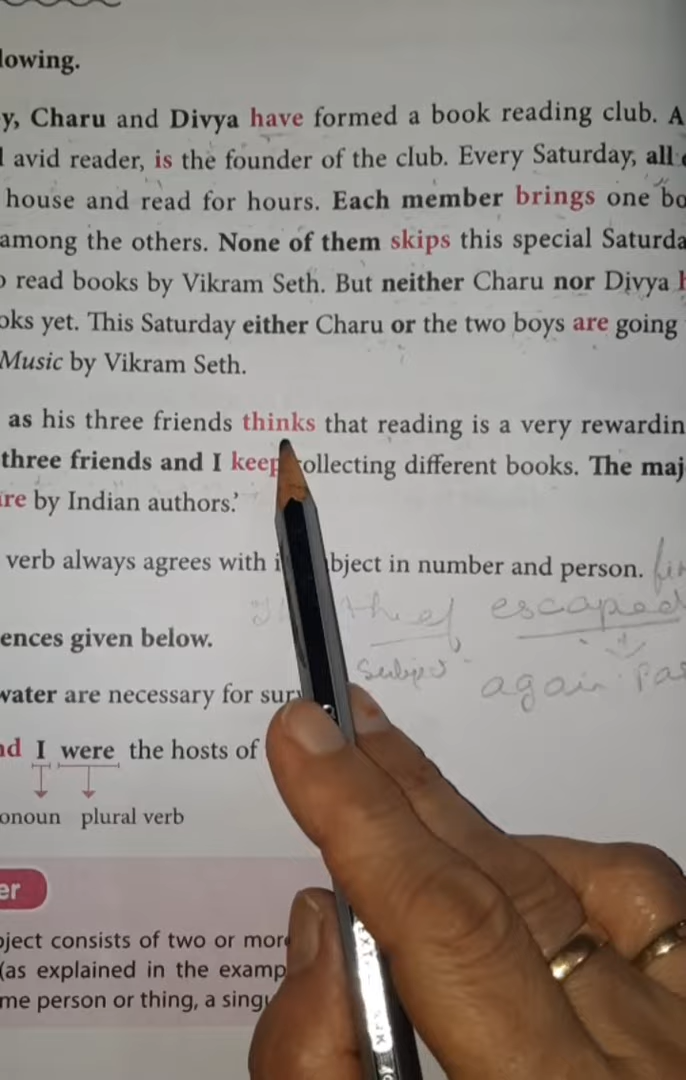 lowing.
y, Charu and Divya have formed a book reading club. A
avid reader, is the founder of the club. Every Saturday, all
house and read for hours. Each member brings one bo
among the others. None of them skips this special Saturda
o read books by Vikram Seth. But neither Charu nor Divya h
oks yet. This Saturday either Charu or the two boys are going
Music by Vikram Seth.
as his three friends thinks that reading is a very rewardin
three friends and I keep collecting different books. The maj
re by Indian authors.'
verb always agrees with i bject in number and person.
escaped
ences given below.
Subject
water are necessary for sur
again Pas
nd I were the hosts of
onoun plural verb
er
bject consists of two or more
(as explained in the examp
me person or thing, a sing